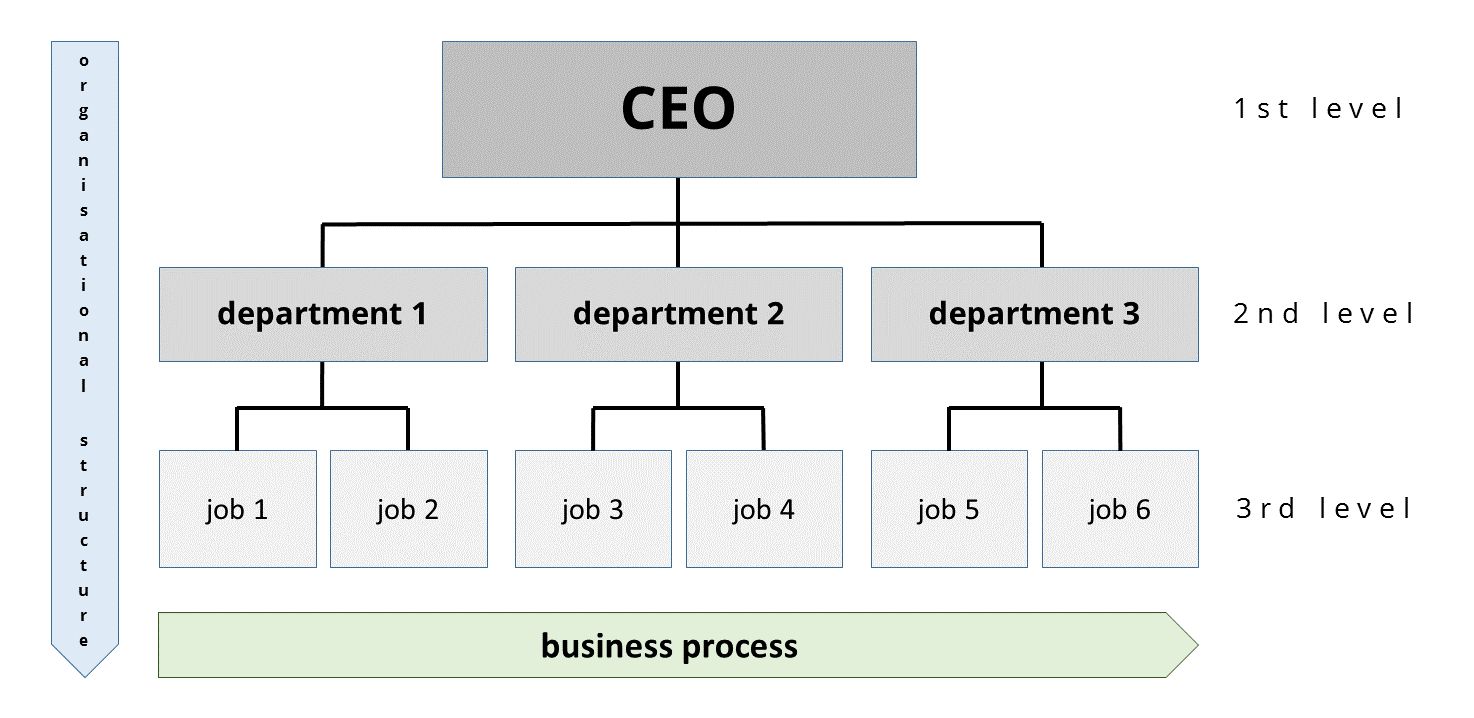 organisational structure
CEO
1st level
department 1
department 2
department 3
2nd level
job 1
job 2
job 3
job 4
job 5
job 6
3rd level
business process